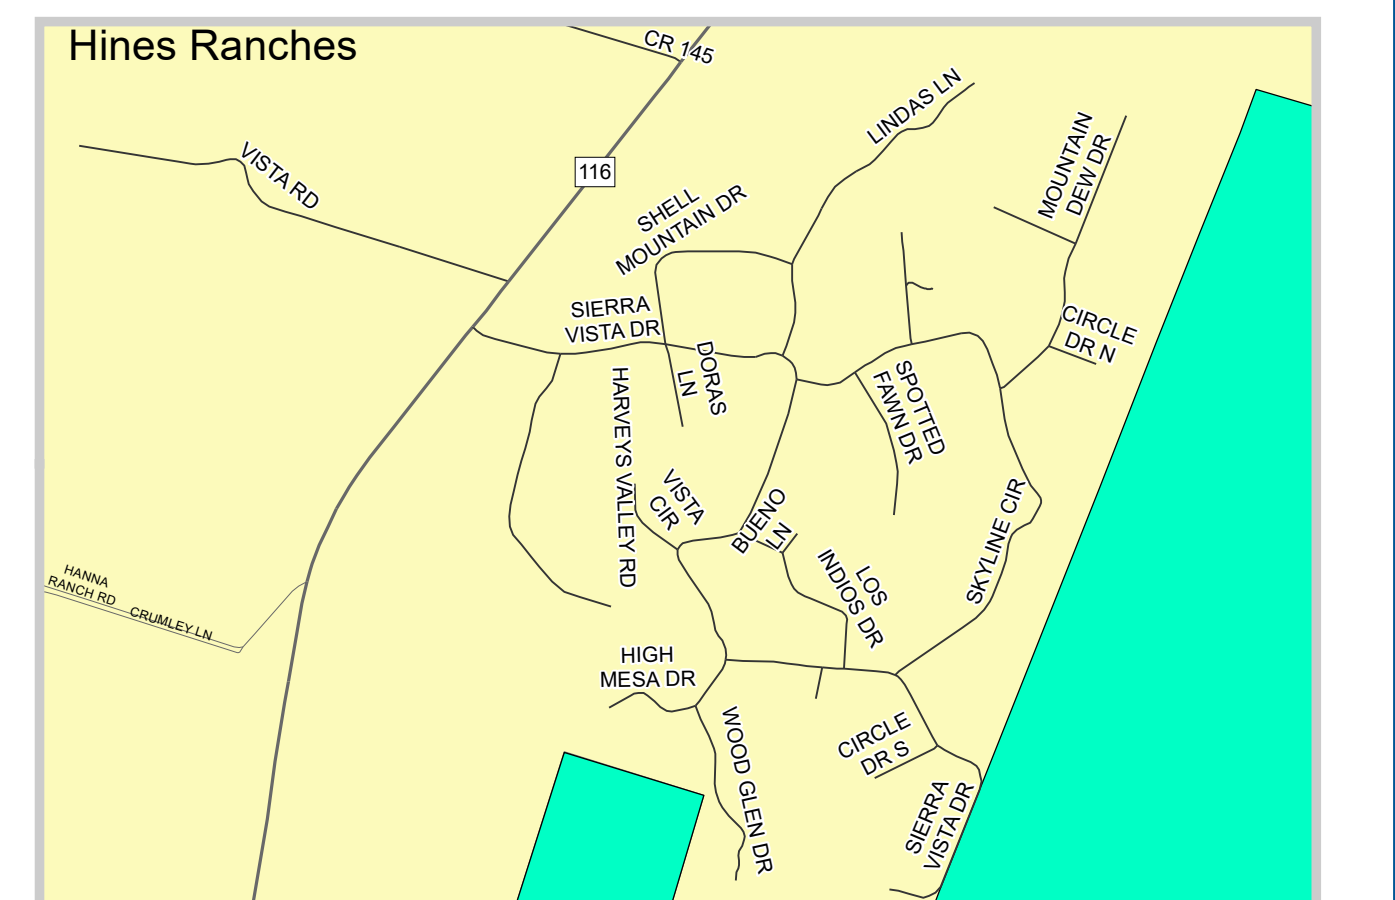 Hines Ranches
CR 145
LINDAS LN
MOUNTAIN
DEW DR
VISTA RD
116
SHELL
MOUNTAIN DR
SIERRA
VISTA DR
CIRCLE
DR N
DORAS
LN
HARVEYS VALLEY RD
SPOTTED
FAWN DR
VISTA
CIR
BUENO
LN
SKYLINE CIR
LOS
INDIOS DR
HANNA
RANCH RD
CRUMLEY LN
HIGH
MESA DR
WOOD GLEN DR
CIRCLE
DR S
SIERRA
VISTA DR